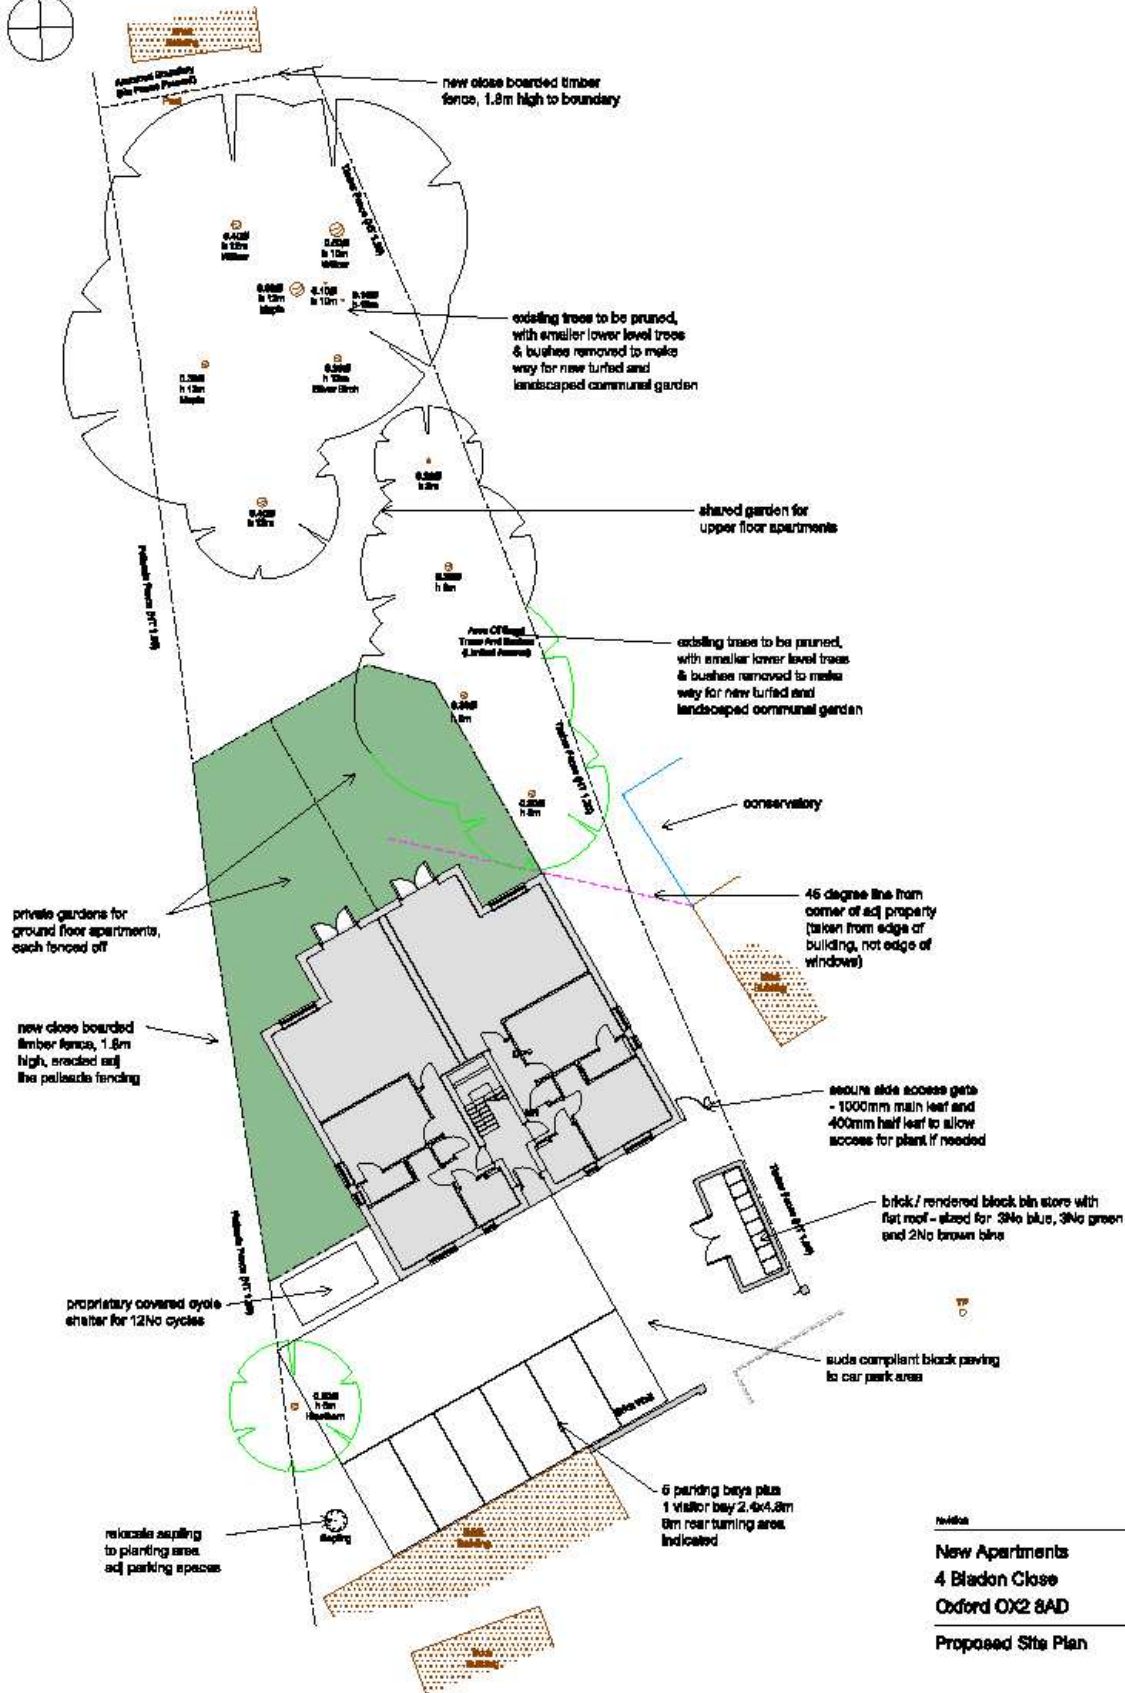 new close boarded timber
fence, 1.8m high to boundary
existing trees to be pruned,
with smaller lower level trees
& bushes removed to make
way for new turfed and
landscaped communal garden
shared garden for
upper floor apartments
existing trees to be pruned,
with smaller lower level trees
& bushes removed to make
way for new turfed and
landscaped communal garden
conservatory
private gardens for
ground floor apartments,
each fenced off
45 degree line from
corner of adj property
(taken from edge of
building, not edge of
windows)
new close boarded
timber fence, 1.8m
high, erected adj
the palisade fencing
secure side access gate
- 1000mm main leaf and
400mm half leaf to allow
access for plant if needed
brick / rendered block bin store with
flat roof - sized for 3No blue, 3No green
and 2No brown bins
proprietary covered cycle
shelter for 12No cycles
suds compliant block paving
to car park area
Brick Wall
Hawthorn
Sapling
relocate sapling
to planting area
adj parking spaces
5 parking bays plus
1 visitor bay 2.4x4.8m
6m rear turning area
indicated
Silver Birch
Maple
Willow
TP
New Apartments
4 Bladon Close
Oxford OX2 8AD
Proposed Site Plan